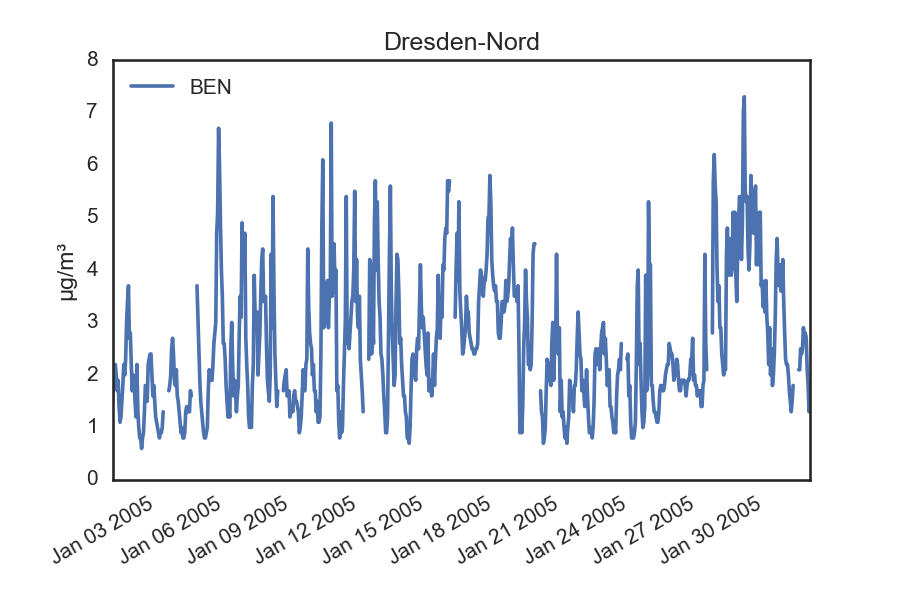 Dresden-Nord
8
BEN
7
6
5
µg/m³
4
3
2
1
0
Jan 03 2005
Jan 06 2005
Jan 09 2005
Jan 12 2005
Jan 15 2005
Jan 18 2005
Jan 21 2005
Jan 24 2005
Jan 27 2005
Jan 30 2005